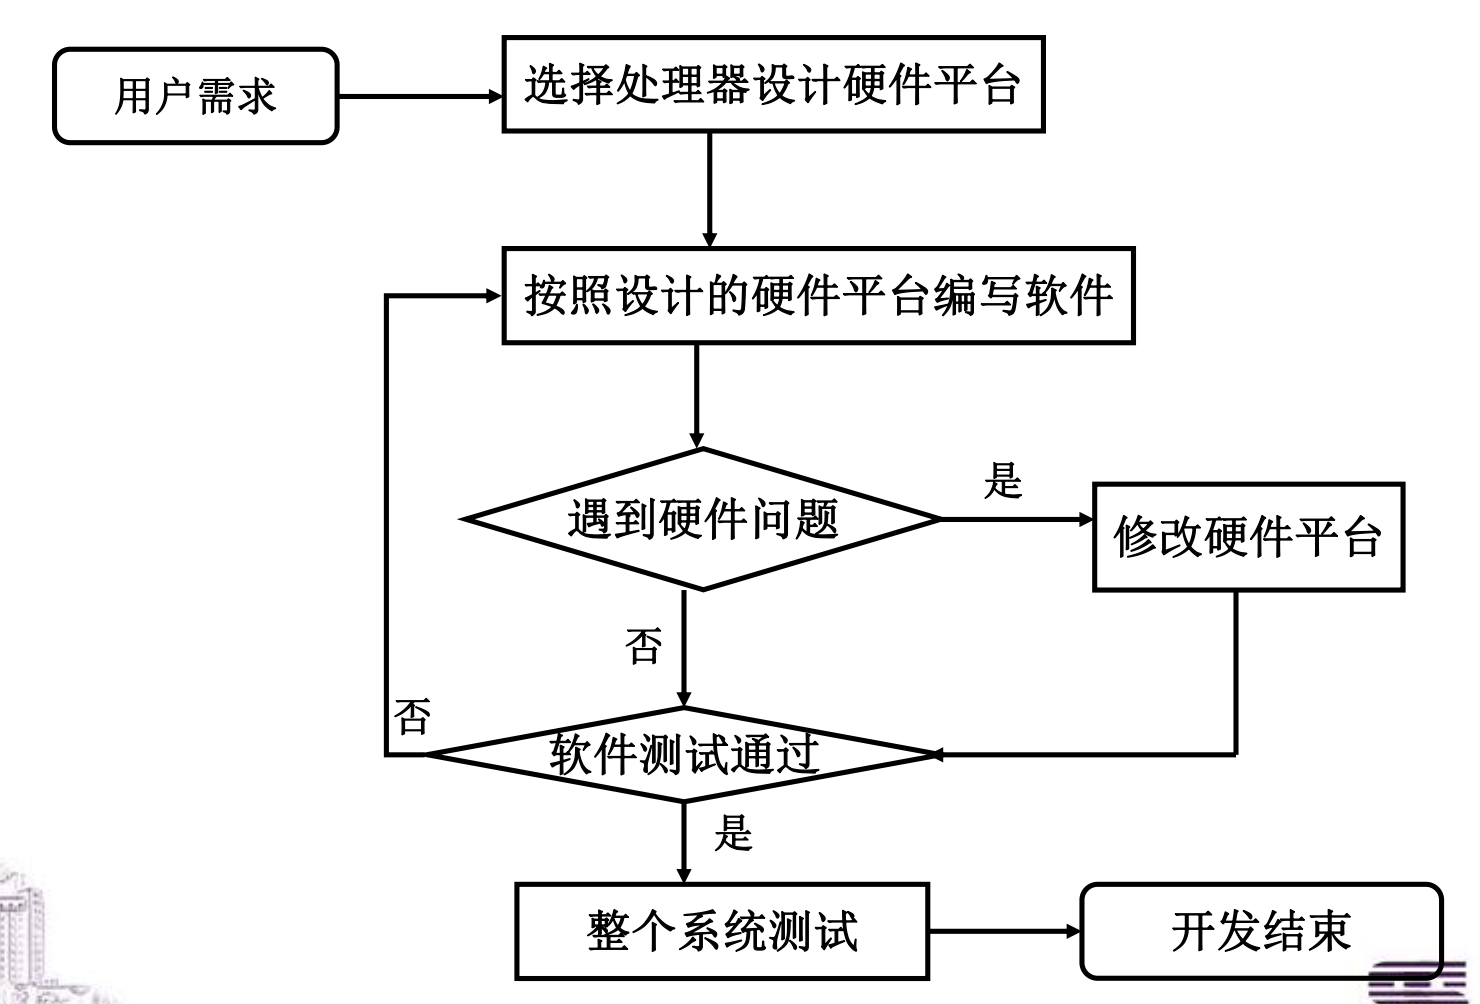 用户需求
选择处理器设计硬件平台
按照设计的硬件平台编写软件
遇到硬件问题
是
修改硬件平台
否
否
软件测试通过
是
整个系统测试
开发结束